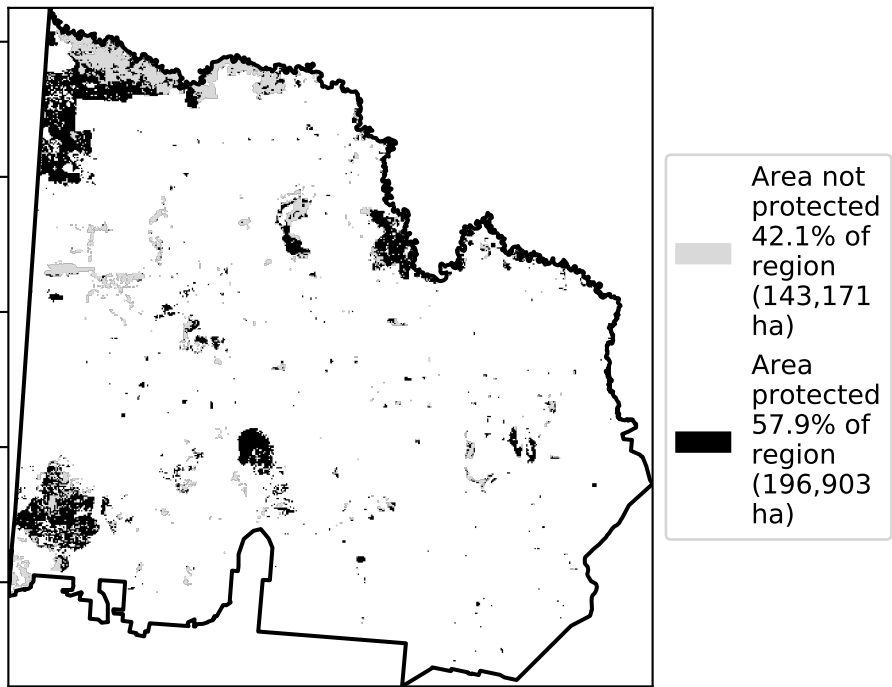 Area not
protected
42.1% of
region
(143,171
ha)
Area
protected
57.9% of
region
(196,903
ha)